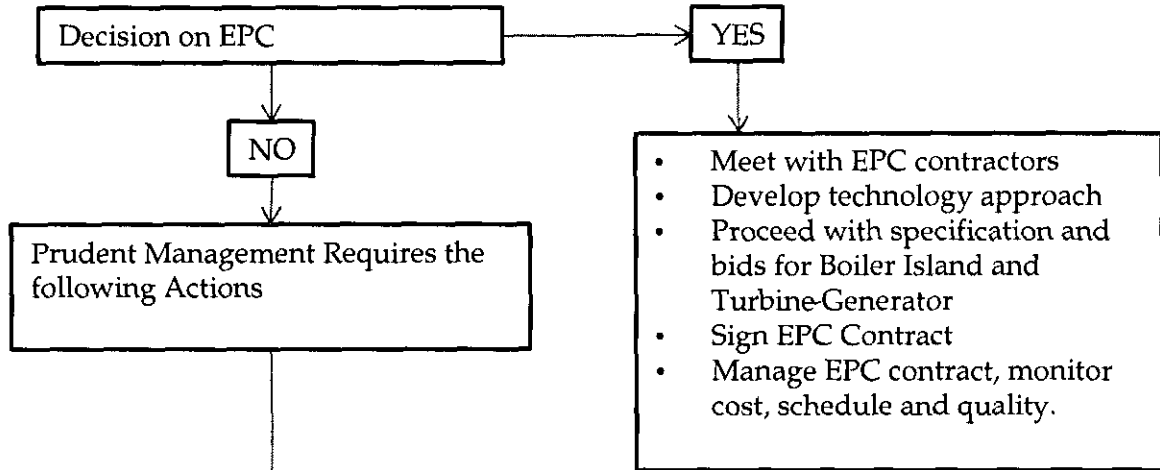 Decision on EPC
YES
NO
Prudent Management Requires the
following Actions
• Meet with EPC contractors
• Develop technology approach
• Proceed with specification and
bids for Boiler Island and
Turbine-Generator
• Sign EPC Contract
• Manage EPC contract, monitor
cost, schedule and quality.